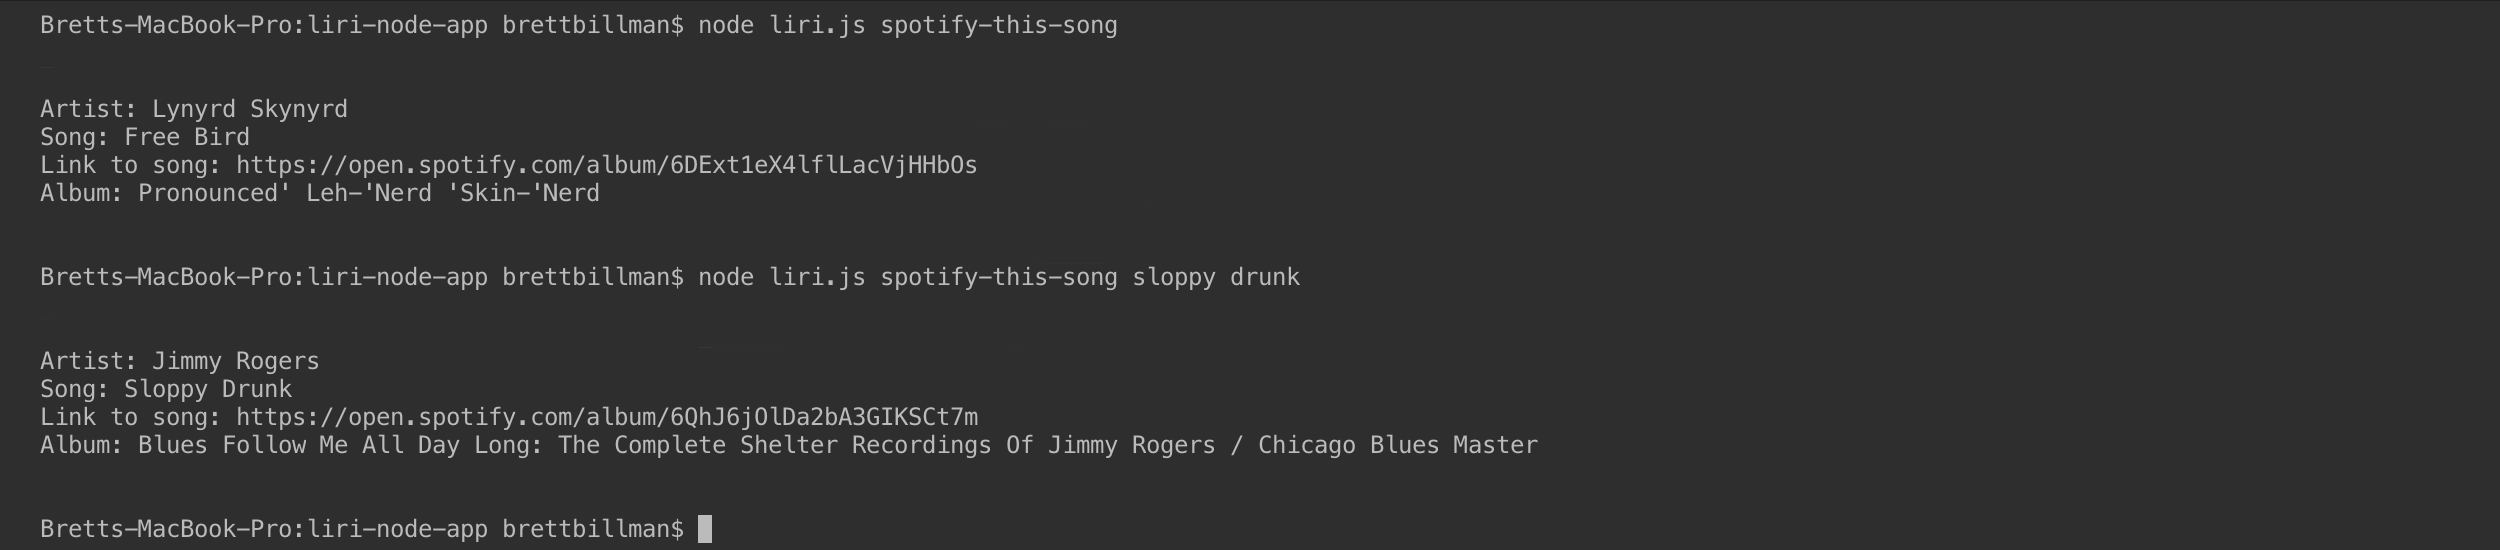 Bretts-MacBook-Pro:liri-node-app brettbillman$ node liri.js spotify-this-song
Artist: Lynyrd Skynyrd
Song: Free Bird
Link to song: https://open.spotify.com/album/6DExt1eX4lflLacVjHHbOs
Album: Pronounced' Leh-'Nerd 'Skin-'Nerd
Bretts-MacBook-Pro:liri-node-app brettbillman$ node liri.js spotify-this-song sloppy drunk
Artist: Jimmy Rogers
Song: Sloppy Drunk
Link to song: https://open.spotify.com/album/6QhJ6jOlDa2bA3GIKSCt7m
Album: Blues Follow Me All Day Long: The Complete Shelter Recordings Of Jimmy Rogers / Chicago Blues Master
Bretts-MacBook-Pro:liri-node-app brettbillman$